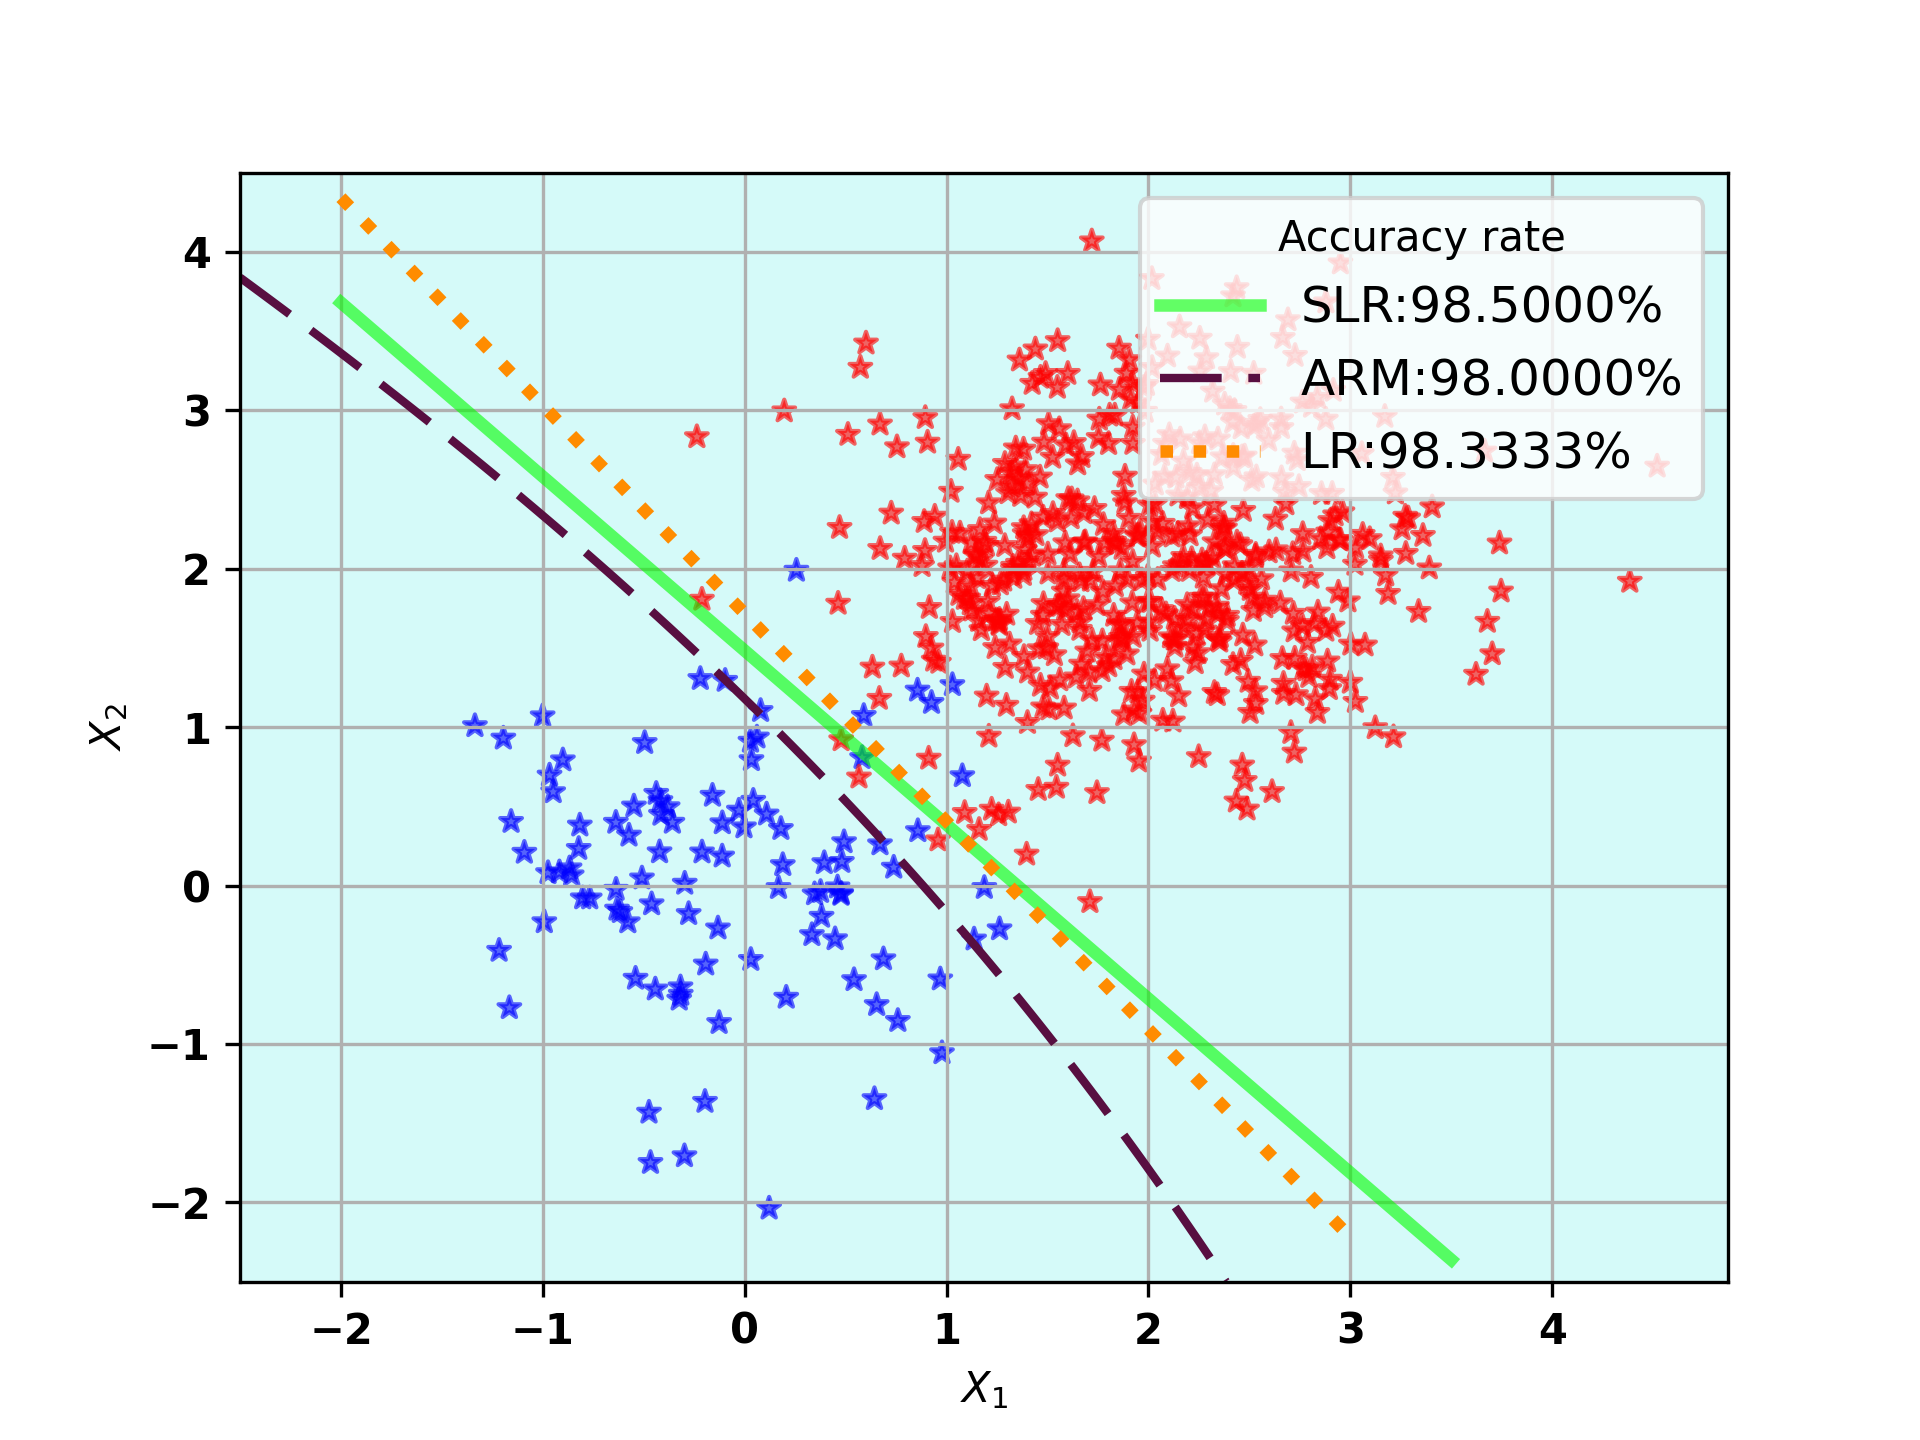 Accuracy rate
SLR:98.5000%
ARM:98.0000%
LR:98.3333%
4
3
2
1
0
−1
−2
X₂
−2 −1 0 1 2 3 4
X₁